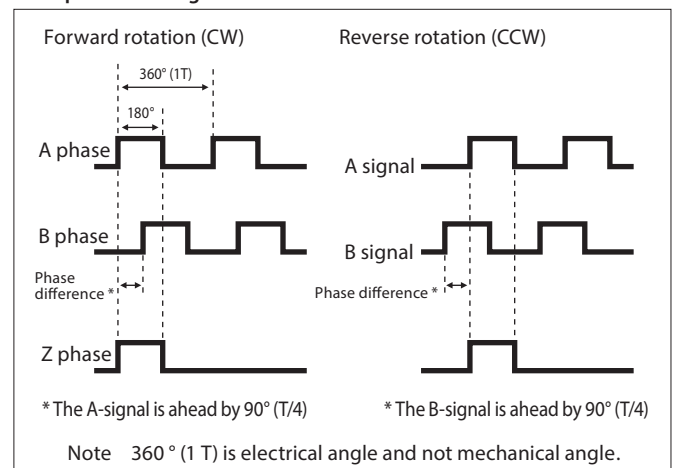 Forward rotation (CW)
Reverse rotation (CCW)
360° (1T)
180°
A phase
A signal
B phase
B signal
Phase
difference *
Phase difference *
Z phase
* The A-signal is ahead by 90° (T/4)
* The B-signal is ahead by 90° (T/4)
Note 360 ° (1 T) is electrical angle and not mechanical angle.